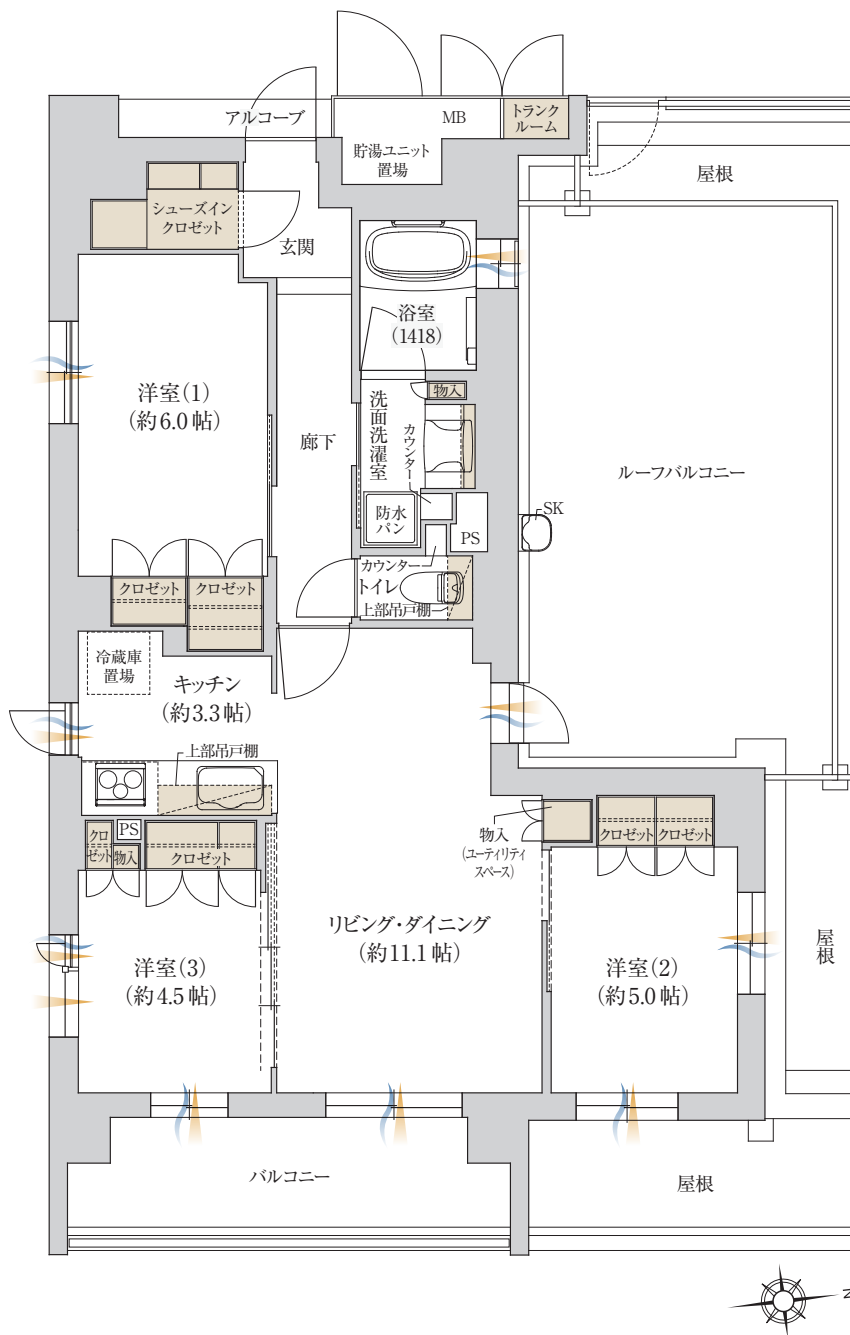 アルコーブ
MB
トランク
ルーム
貯湯ユニット
置場
屋根
シューズイン
クロゼット
玄関
浴室
(1418)
物入
洋室(1)
(約6.0帖)
廊下
洗面洗濯室
カウンター
ルーフバルコニー
SK
防水
パン
PS
カウンター
トイレ
上部吊戸棚
クロゼット
クロゼット
冷蔵庫
置場
キッチン
(約3.3帖)
上部吊戸棚
クロ
ゼット
PS
物入
クロゼット
物入
(ユーティリティ
スペース)
クロゼット
クロゼット
リビング・ダイニング
(約11.1帖)
洋室(3)
(約4.5帖)
洋室(2)
(約5.0帖)
屋根
バルコニー
屋根